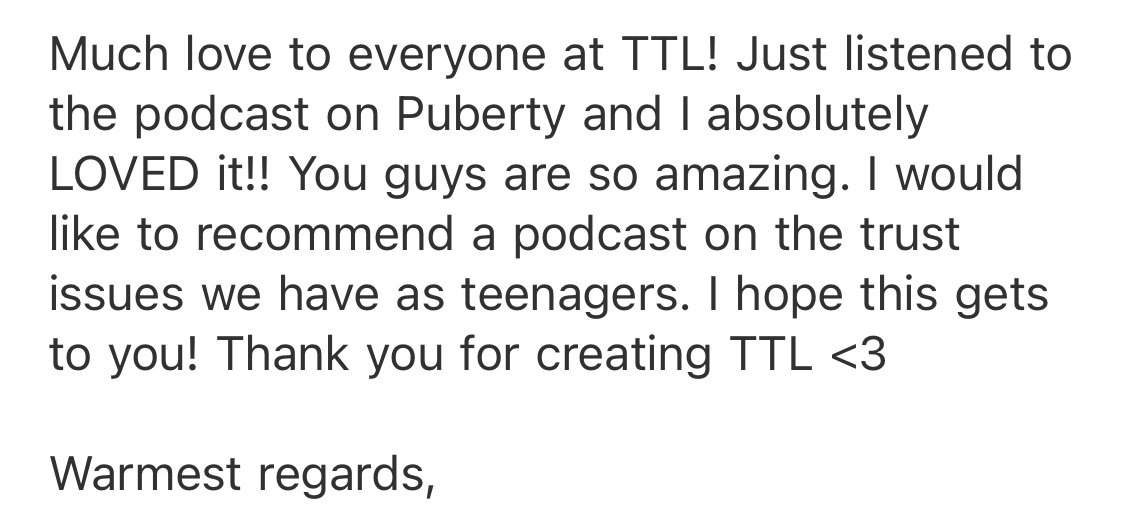 Much love to everyone at TTL! Just listened to
the podcast on Puberty and I absolutely
LOVED it!! You guys are so amazing. I would
like to recommend a podcast on the trust
issues we have as teenagers. I hope this gets
to you! Thank you for creating TTL <3
Warmest regards,